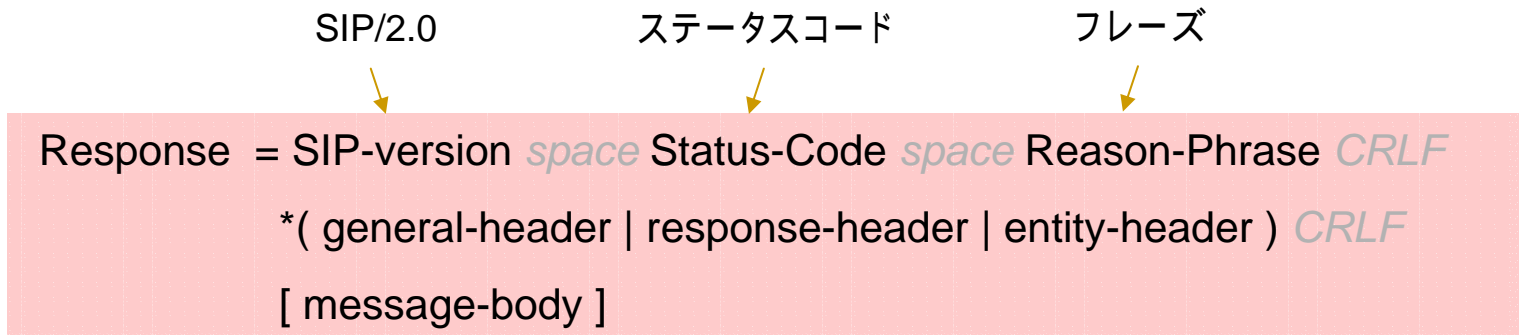 SIP/2.0 ステータスコード フレーズ
Response = SIP-version space Status-Code space Reason-Phrase CRLF
*( general-header | response-header | entity-header ) CRLF
[ message-body ]